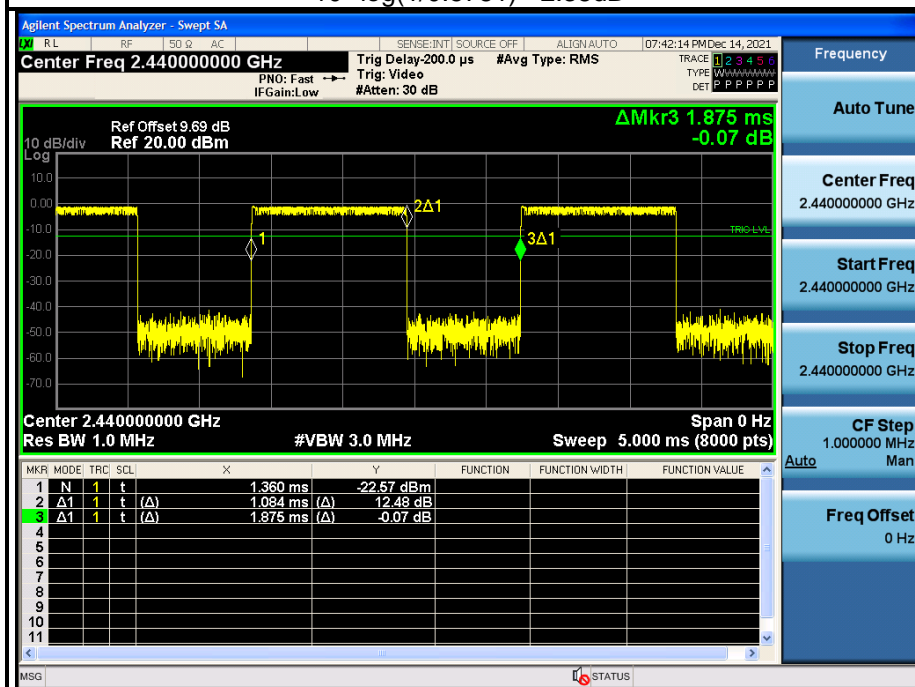 Agilent Spectrum Analyzer - Swept SA
LXI RL RF 50 Ω AC SENSE:INT SOURCE OFF ALIGN AUTO 07:42:14 PM Dec 14, 2021
Center Freq 2.440000000 GHz
PNO: Fast
IFGain:Low
Trig Delay-200.0 µs
Trig: Video
#Atten: 30 dB
#Avg Type: RMS
TRACE 1 2 3 4 5 6
TYPE WWWWWWW
DET P P P P P P
ΔMkr3 1.875 ms
-0.07 dB
10 dB/div
Log
Ref Offset 9.69 dB
Ref 20.00 dBm
10.0
0.00
-10.0
-20.0
-30.0
-40.0
-50.0
-60.0
-70.0
1
2Δ1
3Δ1
TRIG LVL
Center 2.440000000 GHz Span 0 Hz
Res BW 1.0 MHz #VBW 3.0 MHz Sweep 5.000 ms (8000 pts)
MKR MODE TRC SCL X Y FUNCTION FUNCTION WIDTH FUNCTION VALUE
1 N 1 t 1.360 ms -22.57 dBm
2 Δ1 1 t (Δ) 1.084 ms (Δ) 12.48 dB
3 Δ1 1 t (Δ) 1.875 ms (Δ) -0.07 dB
4
5
6
7
8
9
10
11
MSG STATUS
Frequency
Auto Tune
Center Freq
2.440000000 GHz
Start Freq
2.440000000 GHz
Stop Freq
2.440000000 GHz
CF Step
1.000000 MHz
Auto Man
Freq Offset
0 Hz